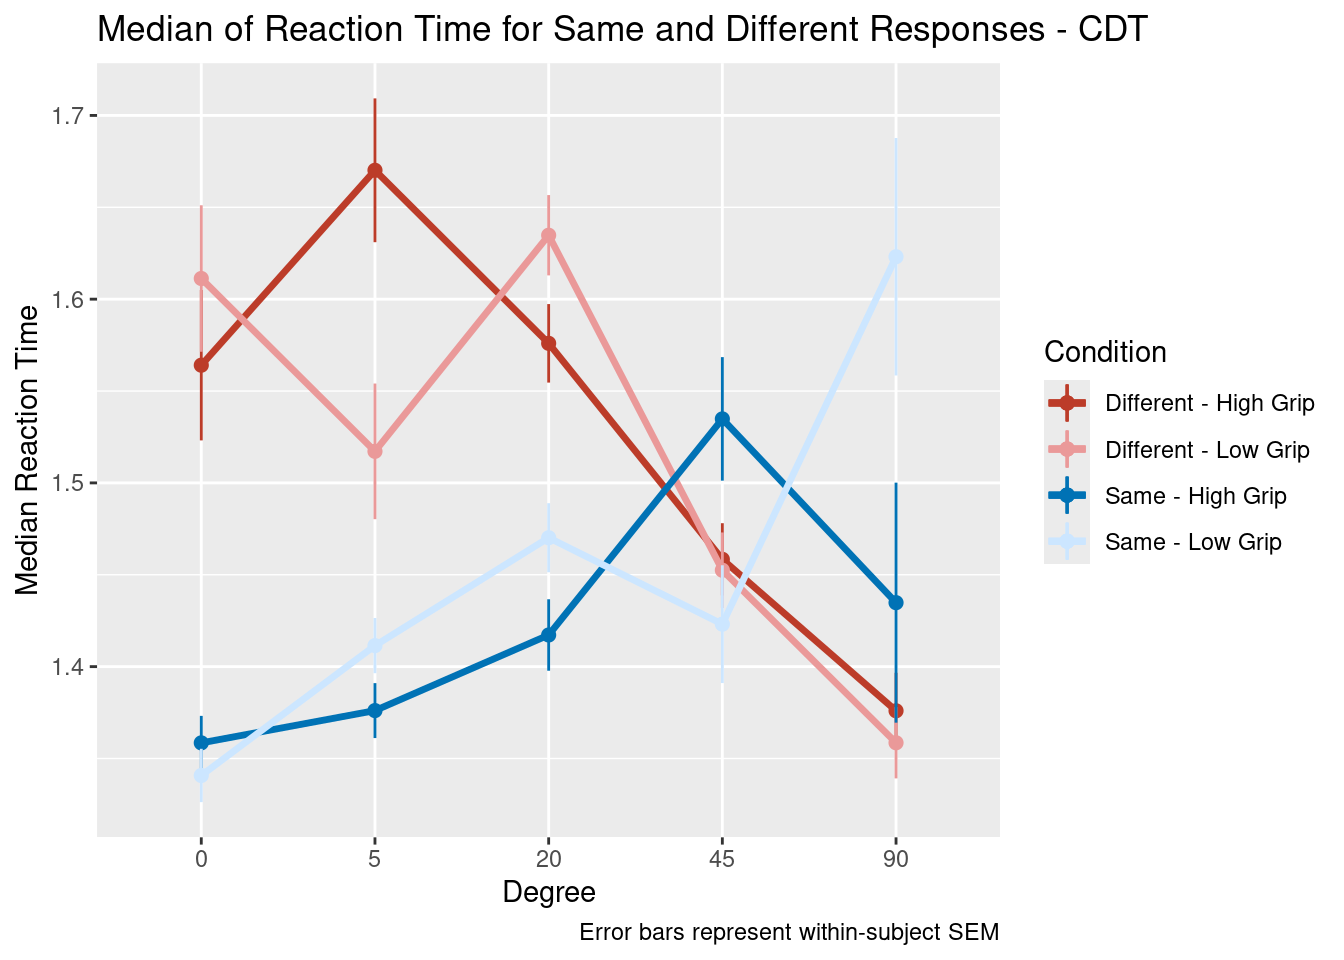 Median of Reaction Time for Same and Different Responses - CDT
Median Reaction Time
1.7
1.6
1.5
1.4
0 5 20 45 90
Degree
Error bars represent within-subject SEM
Condition
Different - High Grip
Different - Low Grip
Same - High Grip
Same - Low Grip